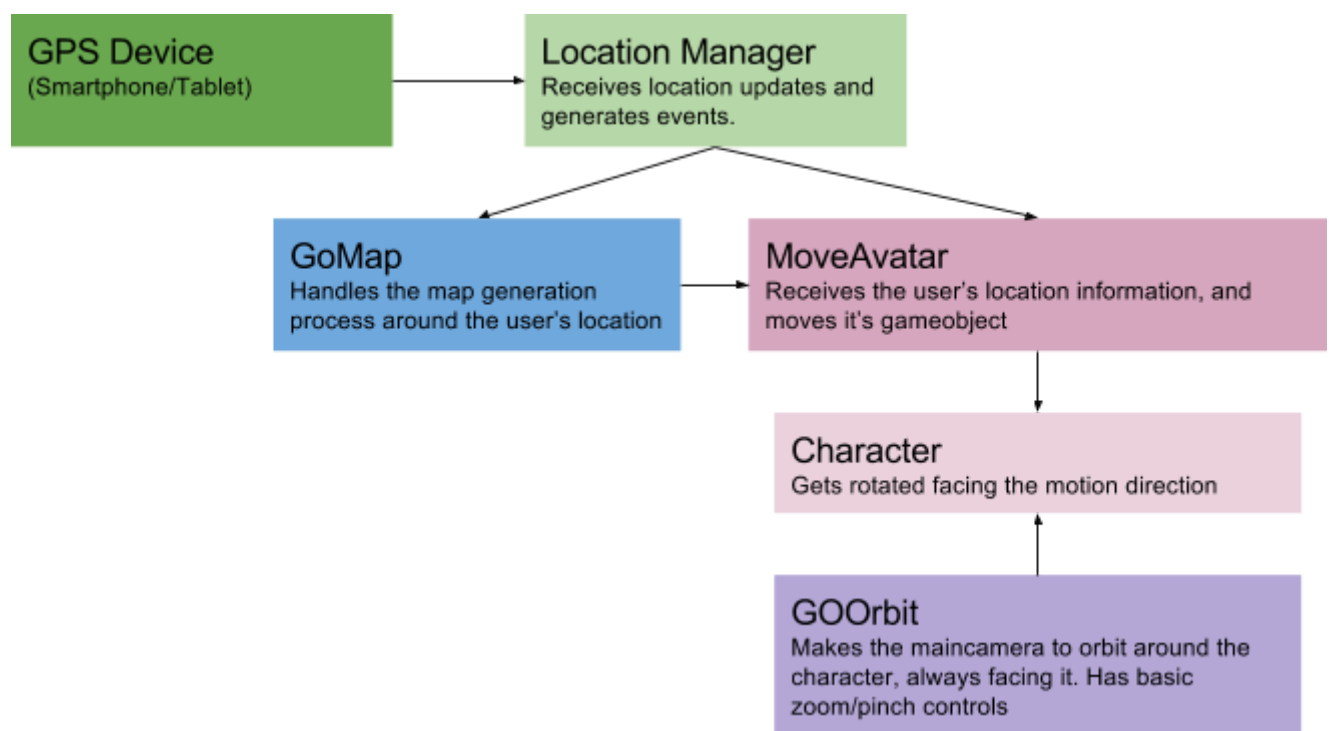 GPS Device
(Smartphone/Tablet)
Location Manager
Receives location updates and
generates events.
GoMap
Handles the map generation
process around the user's location
MoveAvatar
Receives the user's location information, and
moves it's gameobject
Character
Gets rotated facing the motion direction
GOOrbit
Makes the maincamera to orbit around the
character, always facing it. Has basic
zoom/pinch controls